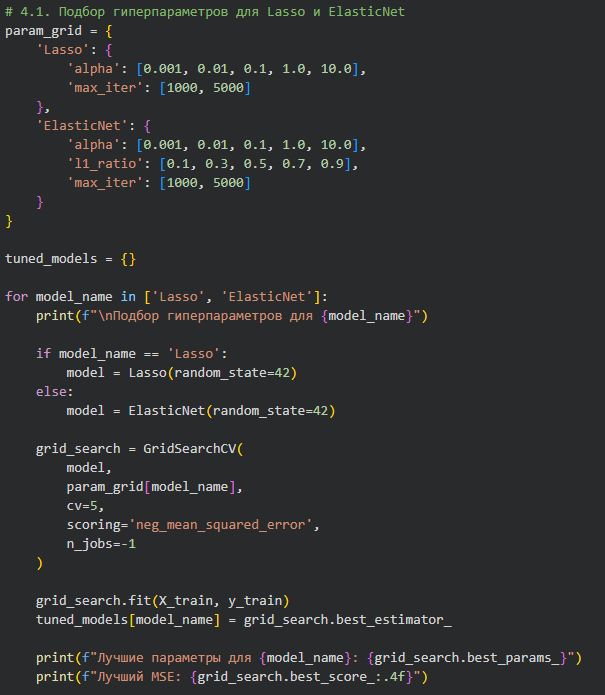 # 4.1. Подбор гиперпараметров для Lasso и ElasticNet
param_grid = {
    'Lasso': {
        'alpha': [0.001, 0.01, 0.1, 1.0, 10.0],
        'max_iter': [1000, 5000]
    },
    'ElasticNet': {
        'alpha': [0.001, 0.01, 0.1, 1.0, 10.0],
        'l1_ratio': [0.1, 0.3, 0.5, 0.7, 0.9],
        'max_iter': [1000, 5000]
    }
}

tuned_models = {}

for model_name in ['Lasso', 'ElasticNet']:
    print(f"\nПодбор гиперпараметров для {model_name}")

    if model_name == 'Lasso':
        model = Lasso(random_state=42)
    else:
        model = ElasticNet(random_state=42)

    grid_search = GridSearchCV(
        model,
        param_grid[model_name],
        cv=5,
        scoring='neg_mean_squared_error',
        n_jobs=-1
    )

    grid_search.fit(X_train, y_train)
    tuned_models[model_name] = grid_search.best_estimator_

    print(f"Лучшие параметры для {model_name}: {grid_search.best_params_}")
    print(f"Лучший MSE: {grid_search.best_score_:.4f}")